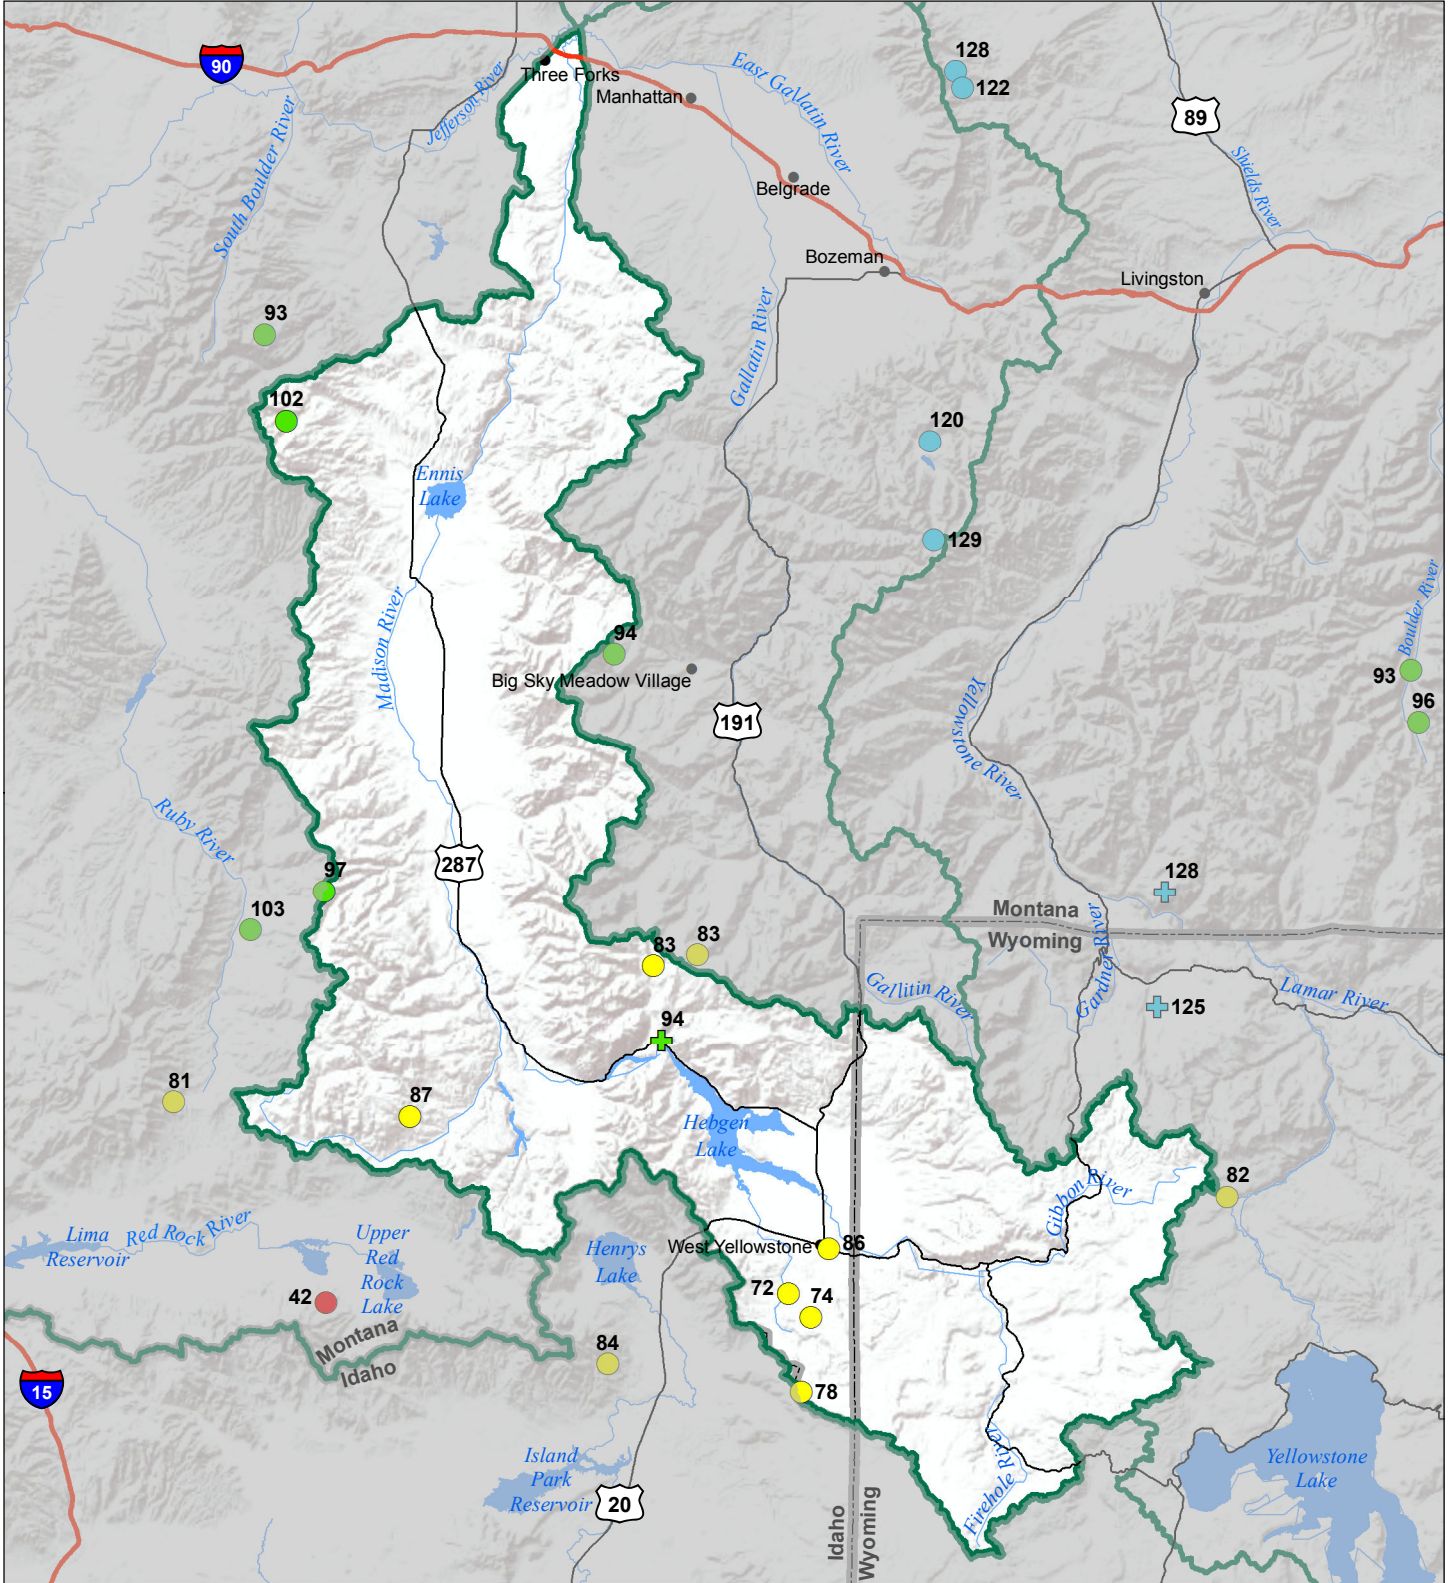 128
122
90
Three Forks
Jefferson River
Manhattan
East Gallatin River
89
Shields River
South Boulder River
Belgrade
Bozeman
Livingston
93
Gallatin River
102
120
Ennis
Lake
129
Madison River
94
Big Sky Meadow Village
Boulder River
93
96
191
Yellowstone River
Ruby River
287
97
103
128
Montana
Wyoming
Gardner River
83
83
Gallitin River
Lamar River
125
94
81
87
Hebgen
Lake
82
Gibbon River
Lima
Reservoir
Red Rock River
Upper
Red
Rock
Lake
Henrys
Lake
West Yellowstone
86
72
74
42
Montana
Idaho
84
78
15
Island
Park
Reservoir
20
Idaho
Wyoming
Firehole River
Yellowstone
Lake